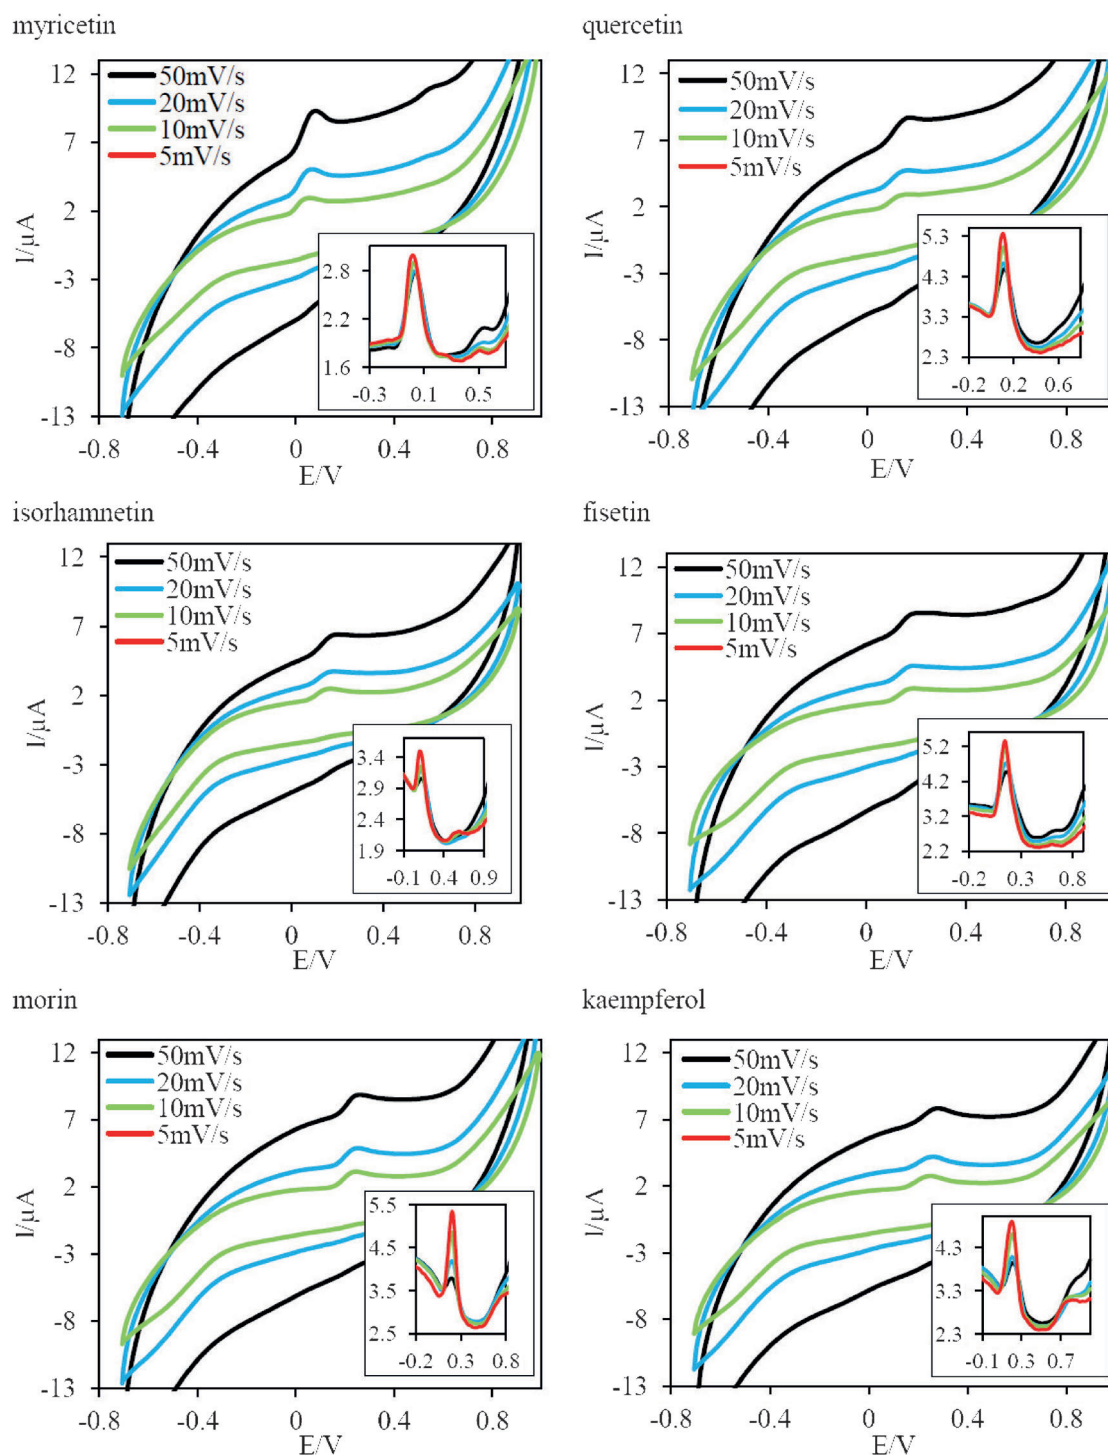 myricetin
50mV/s
20mV/s
10mV/s
5mV/s
12
7
2
-3
-8
-13
I/μA
-0.8
-0.4
0
0.4
0.8
E/V
2.8
2.2
1.6
-0.3
0.1
0.5
quercetin
50mV/s
20mV/s
10mV/s
5mV/s
12
7
2
-3
-8
-13
I/μA
-0.8
-0.4
0
0.4
0.8
E/V
5.3
4.3
3.3
2.3
-0.2
0.2
0.6
isorhamnetin
50mV/s
20mV/s
10mV/s
5mV/s
12
7
2
-3
-8
-13
I/μA
-0.8
-0.4
0
0.4
0.8
E/V
3.4
2.9
2.4
1.9
-0.1
0.4
0.9
fisetin
50mV/s
20mV/s
10mV/s
5mV/s
12
7
2
-3
-8
-13
I/μA
-0.8
-0.4
0
0.4
0.8
E/V
5.2
4.2
3.2
2.2
-0.2
0.3
0.8
morin
50mV/s
20mV/s
10mV/s
5mV/s
12
7
2
-3
-8
-13
I/μA
-0.8
-0.4
0
0.4
0.8
E/V
5.5
4.5
3.5
2.5
-0.2
0.3
0.8
kaempferol
50mV/s
20mV/s
10mV/s
5mV/s
12
7
2
-3
-8
-13
I/μA
-0.8
-0.4
0
0.4
0.8
E/V
4.3
3.3
2.3
-0.1
0.3
0.7